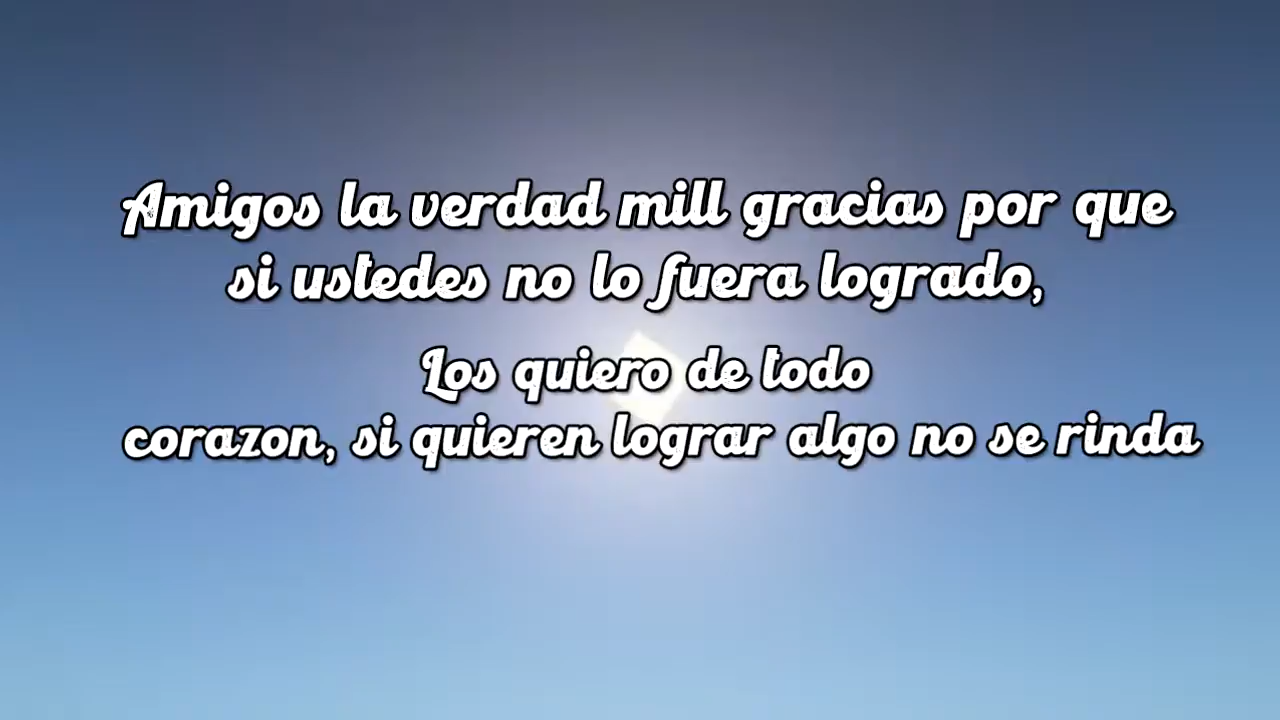 Amigos la verdad mill gracias por que
si ustedes no lo fuera logrado,
Los quiero de todo
corazon, si quieren lograr algo no se rinda